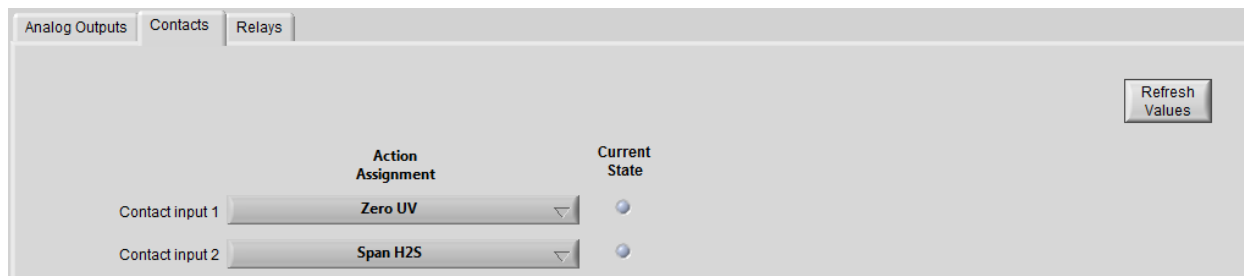 Analog Outputs Contacts Relays
Refresh
Values
Action
Assignment
Current
State
Contact input 1 Zero UV
Contact input 2 Span H2S